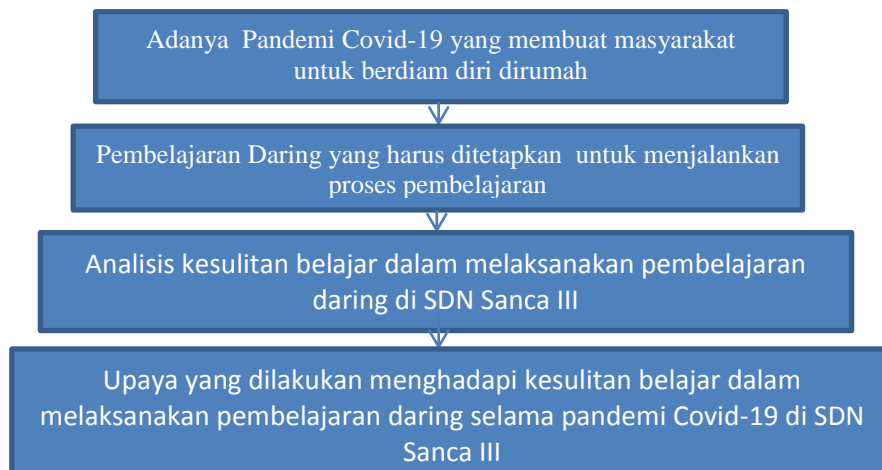 Adanya Pandemi Covid-19 yang membuat masyarakat
untuk berdiam diri dirumah
Pembelajaran Daring yang harus ditetapkan untuk menjalankan
proses pembelajaran
Analisis kesulitan belajar dalam melaksanakan pembelajaran
daring di SDN Sanca III
Upaya yang dilakukan menghadapi kesulitan belajar dalam
melaksanakan pembelajaran daring selama pandemi Covid-19 di SDN
Sanca III